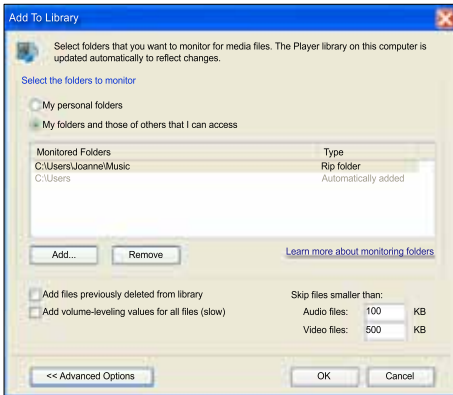 Add To Library
Select folders that you want to monitor for media files. The Player library on this computer is
updated automatically to reflect changes.
Select the folders to monitor
My personal folders
My folders and those of others that I can access
Monitored Folders Type
C:\Users\Joanne\Music Rip folder
C:\Users Automatically added
Add... Remove Learn more about monitoring folders
Add files previously deleted from library Skip files smaller than:
Add volume-leveling values for all files (slow) Audio files: 100 KB
Video files: 500 KB
<< Advanced Options OK Cancel